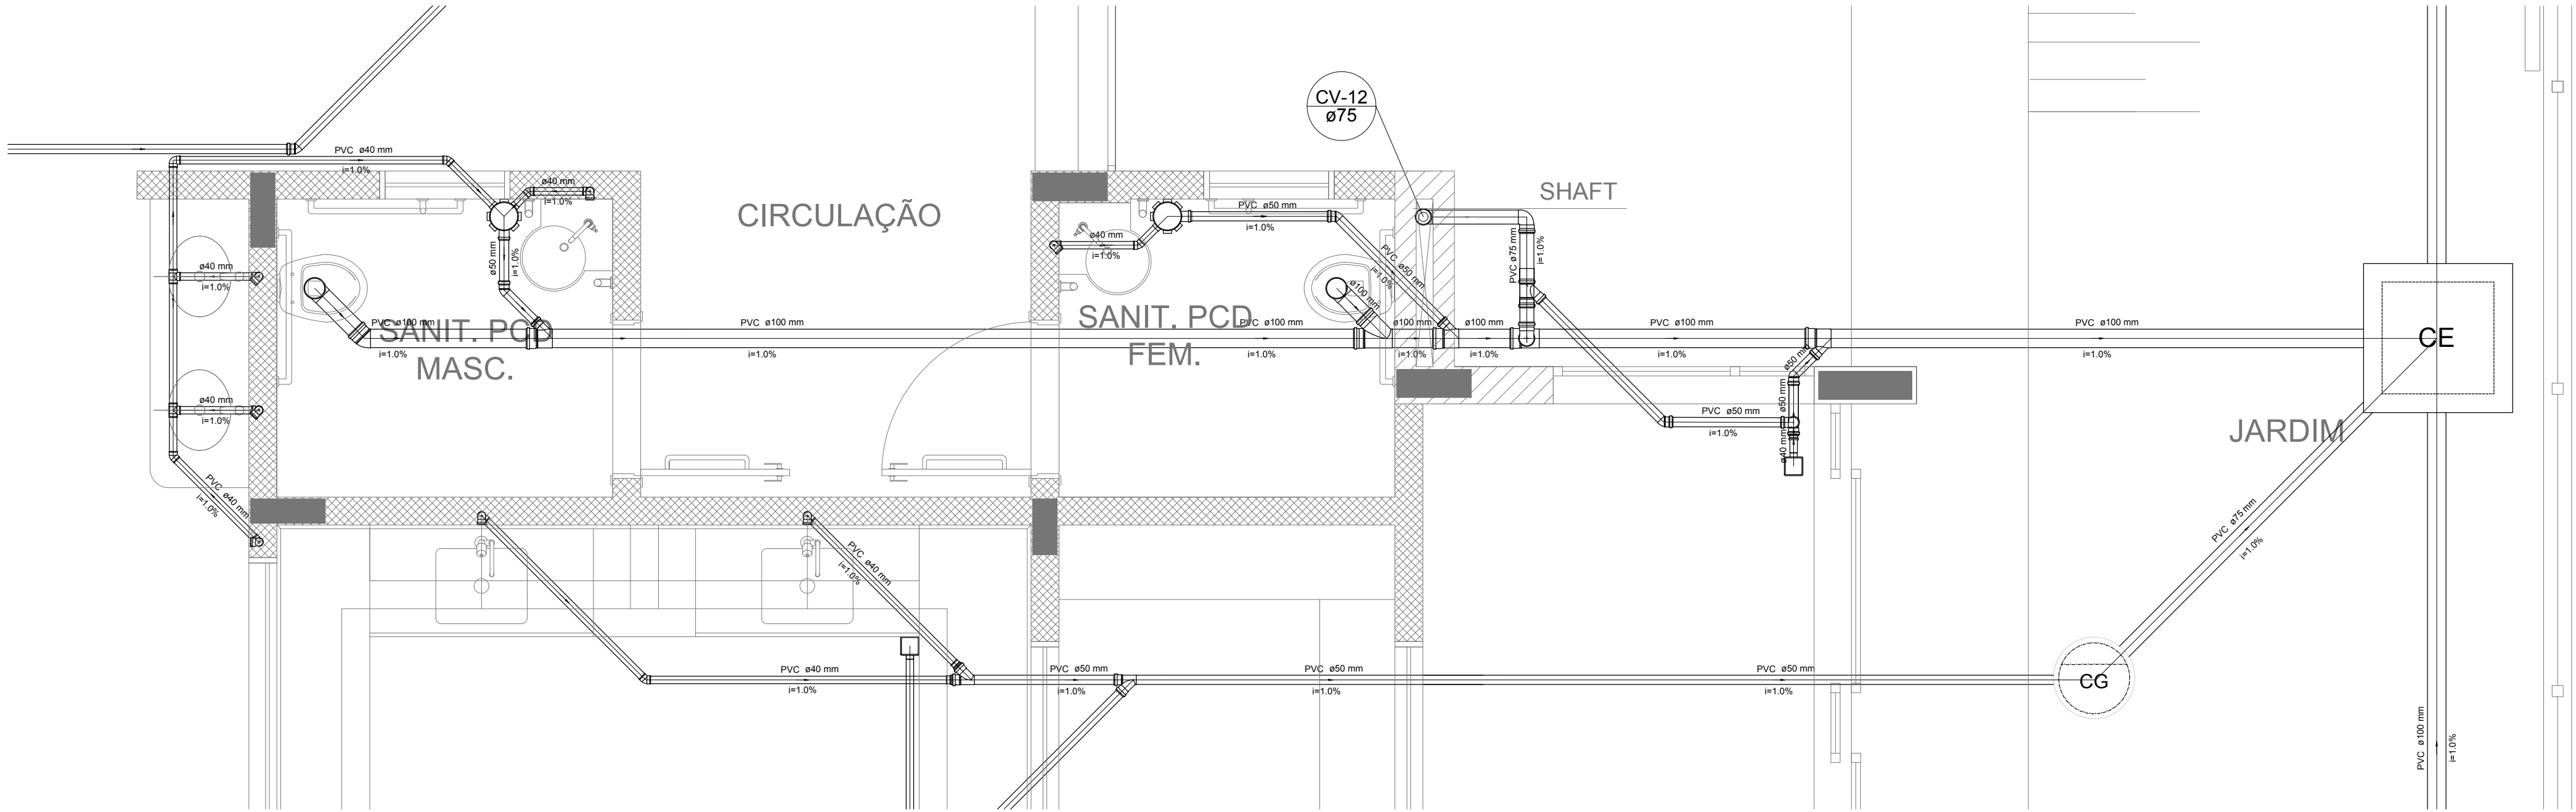 CV-12
ø75
SHAFT
CIRCULAÇÃO
PVC ø40 mm
i=1.0%
ø40 mm
i=1.0%
ø50 mm
i=1.0%
ø40 mm
i=1.0%
ø40 mm
i=1.0%
PVC ø40 mm
i=1.0%
SANIT. PCD
MASC.
PVC ø100 mm
i=1.0%
PVC ø100 mm
i=1.0%
PVC ø50 mm
i=1.0%
ø40 mm
i=1.0%
PVC ø50 mm
i=1.0%
ø100 mm
SANIT. PCD
FEM.
PVC ø100 mm
i=1.0%
ø100 mm
i=1.0%
ø100 mm
i=1.0%
PVC ø75 mm
i=1.0%
PVC ø100 mm
i=1.0%
ø50 mm
PVC ø100 mm
i=1.0%
CE
PVC ø50 mm
i=1.0%
ø50 mm
ø40 mm
JARDIM
PVC ø75 mm
i=1.0%
PVC ø40 mm
i=1.0%
PVC ø40 mm
i=1.0%
PVC ø50 mm
i=1.0%
PVC ø50 mm
i=1.0%
PVC ø50 mm
i=1.0%
CG
PVC ø100 mm
i=1.0%